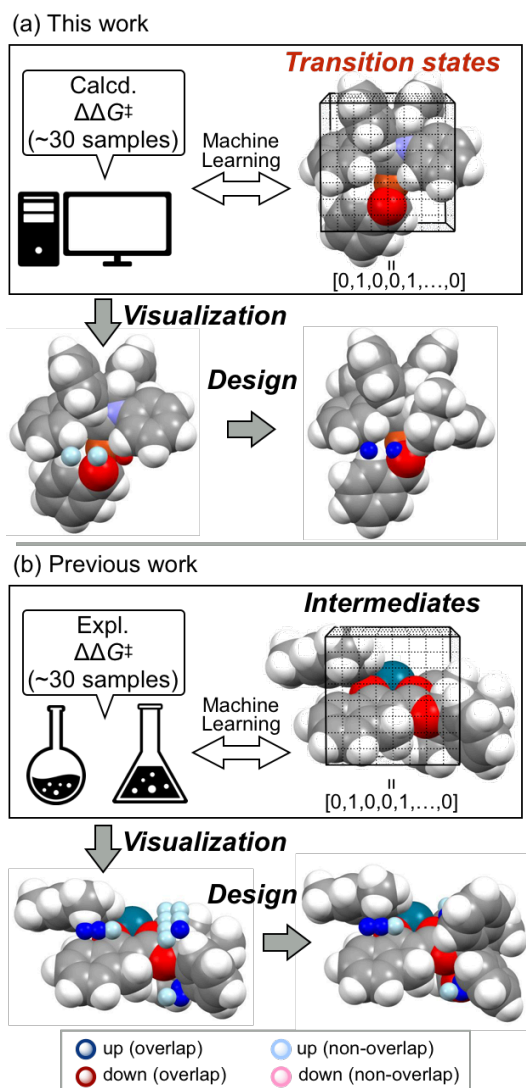 (a) This work
Transition states
Calcd.
ΔΔG‡
(~30 samples)
Machine
Learning
=
[0,1,0,0,1,…,0]
Visualization
Design
(b) Previous work
Intermediates
Expl.
ΔΔG‡
(~30 samples)
Machine
Learning
=
[0,1,0,0,1,…,0]
Visualization
Design
up (overlap)
up (non-overlap)
down (overlap)
down (non-overlap)